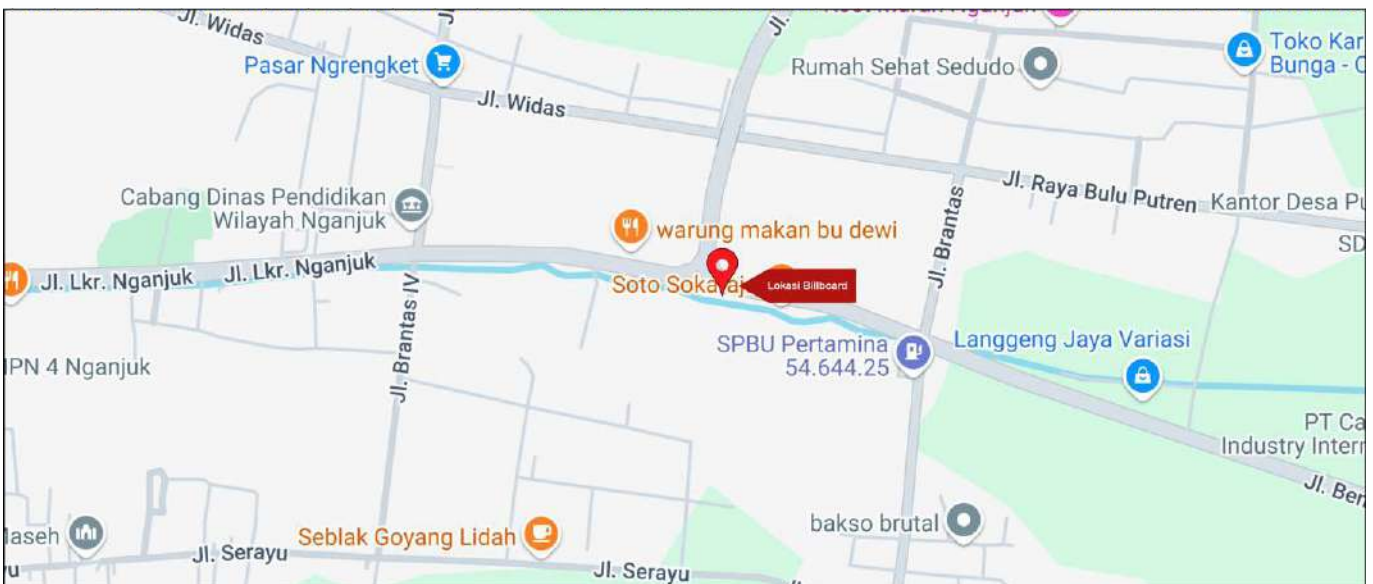 Jl. Widas
Pasar Ngrengket
Jl. Widas
Rumah Sehat Sedudo
Toko Kar
Bunga - C
Cabang Dinas Pendidikan
Wilayah Nganjuk
Jl. Raya Bulu Putren
Kantor Desa Pu
SD
warung makan bu dewi
Jl. Brantas
Jl. Lkr. Nganjuk
Jl. Lkr. Nganjuk
Soto Sokaraja
Lokasi Billboard
Jl. Brantas IV
SPBU Pertamina
54.644.25
Langgeng Jaya Variasi
IPN 4 Nganjuk
PT Ca
Industry Intern
Jl. Ben
bakso brutal
Seblak Goyang Lidah
Jl. Serayu
Jl. Serayu